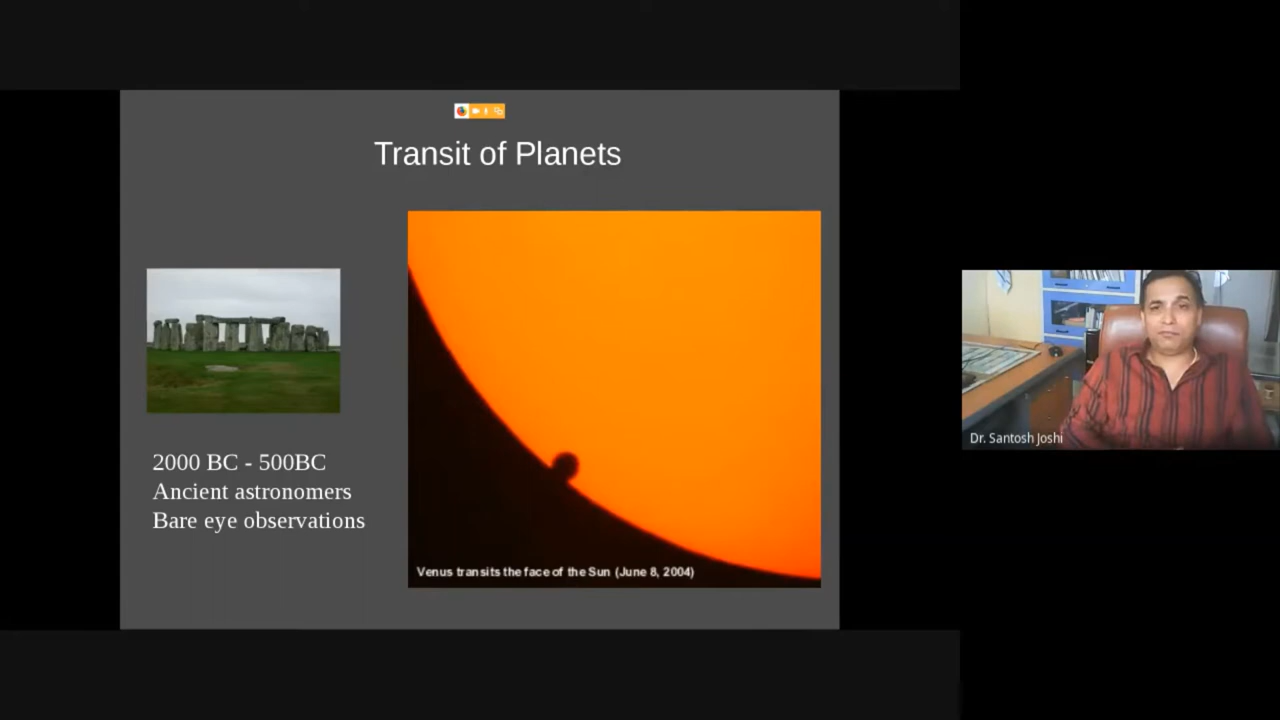 Transit of Planets
2000 BC - 500BC
Ancient astronomers
Bare eye observations
Venus transits the face of the Sun (June 8, 2004)
Dr. Santosh Joshi